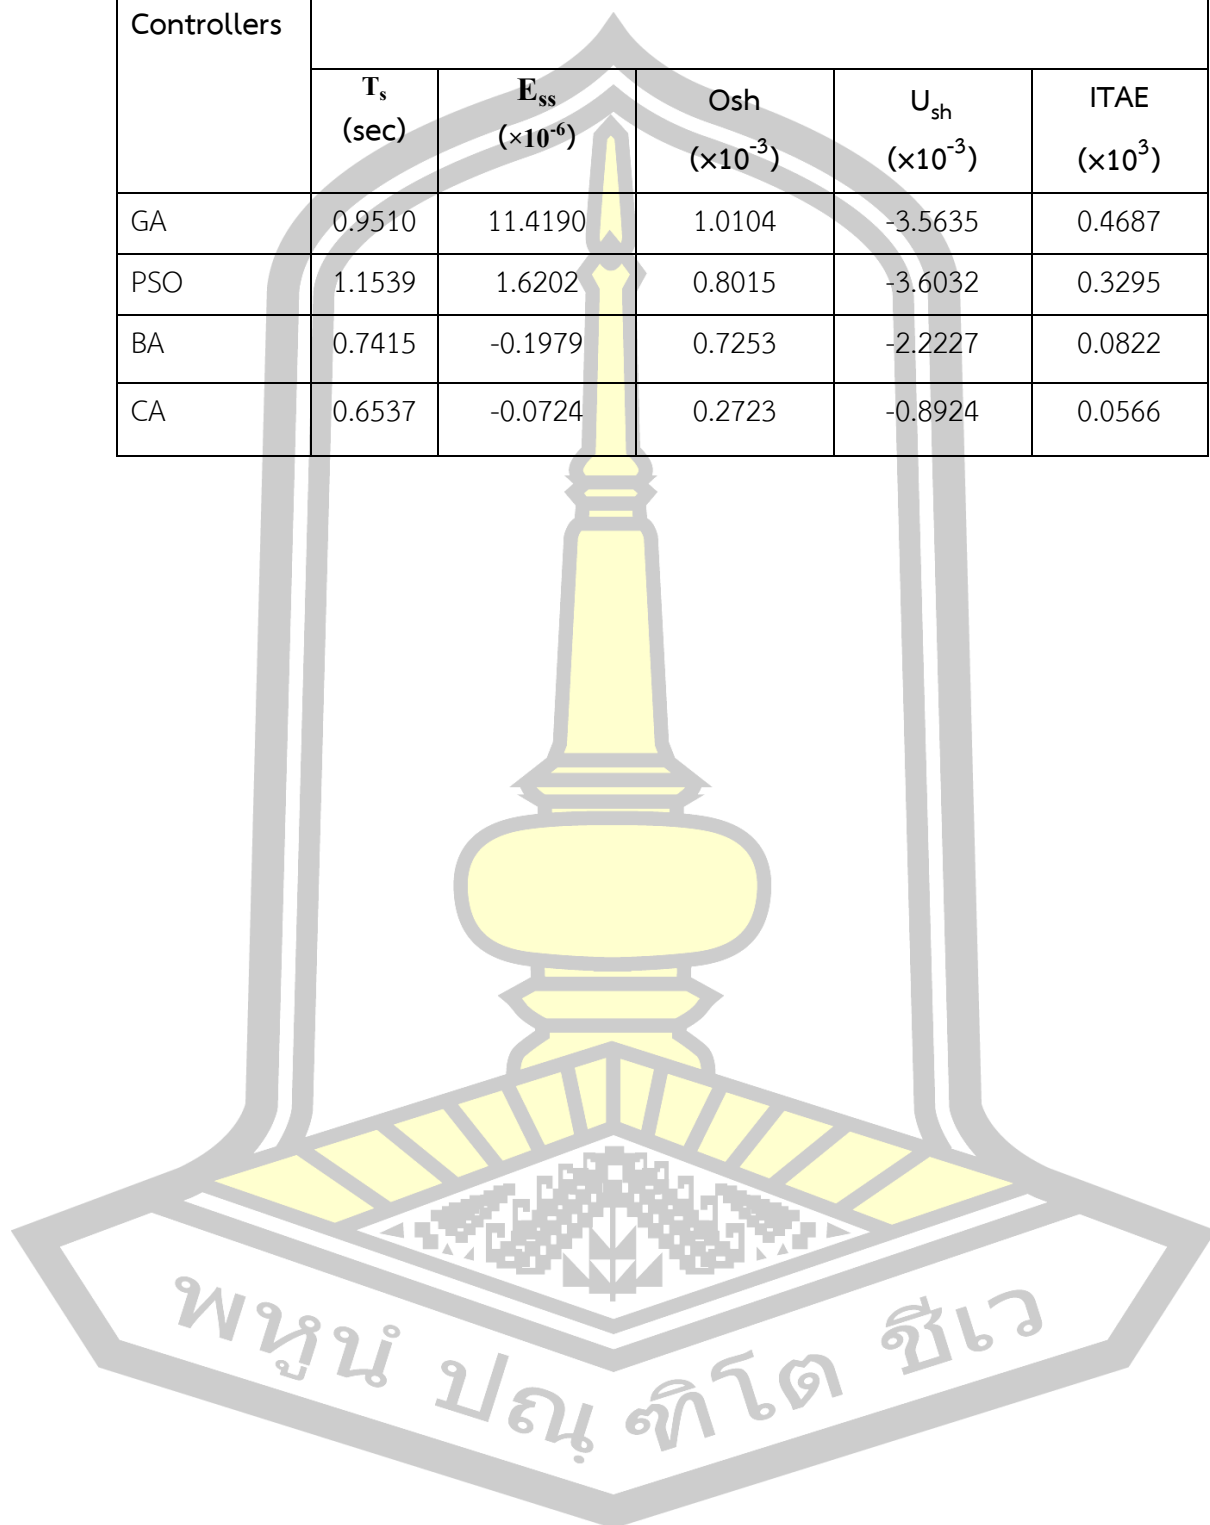 Controllers
Ts (sec) Ess (×10-6) Osh (×10-3) Ush (×10-3) ITAE (×103)
GA 0.9510 11.4190 1.0104 -3.5635 0.4687
PSO 1.1539 1.6202 0.8015 -3.6032 0.3295
BA 0.7415 -0.1979 0.7253 -2.2227 0.0822
CA 0.6537 -0.0724 0.2723 -0.8924 0.0566
พหูนํ ปณฺฑิโต ชีเว